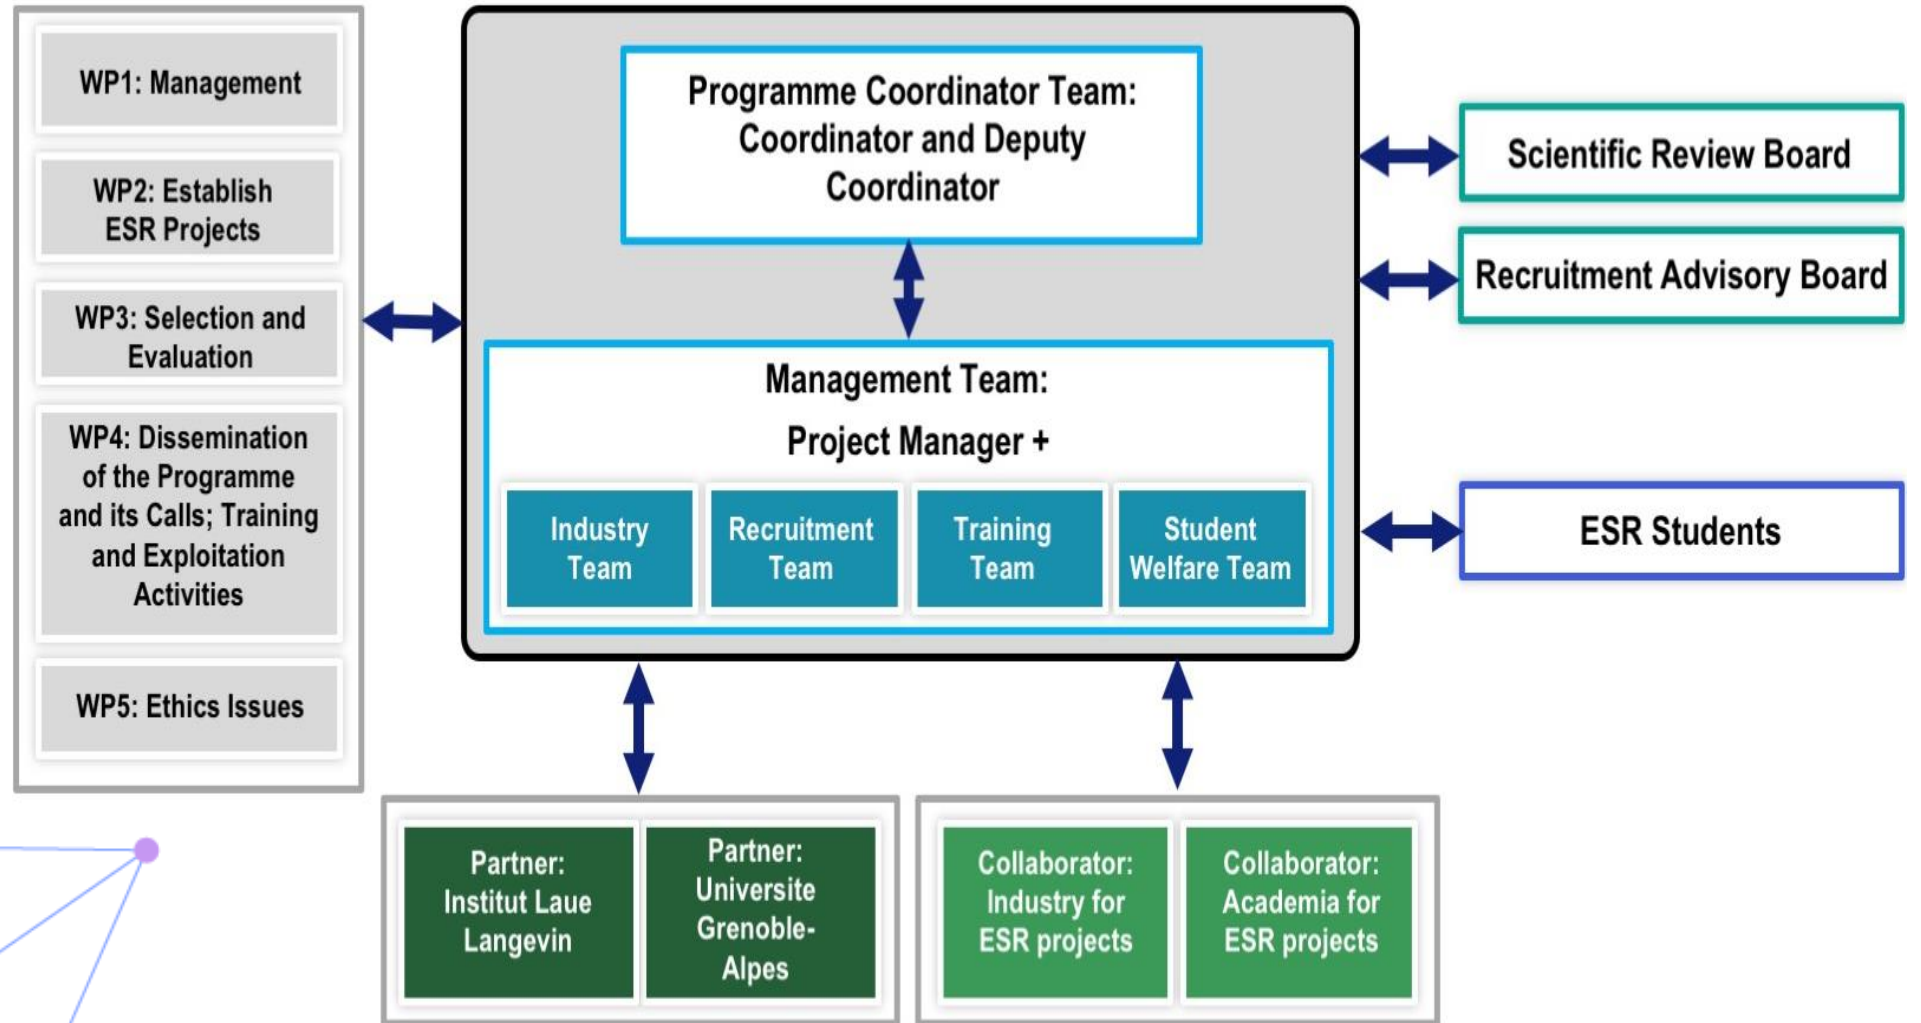 WP1: Management
WP2: Establish
ESR Projects
WP3: Selection and
Evaluation
WP4: Dissemination
of the Programme
and its Calls; Training
and Exploitation
Activities
WP5: Ethics Issues
Programme Coordinator Team:
Coordinator and Deputy
Coordinator
Management Team:
Project Manager +
Industry
Team
Recruitment
Team
Training
Team
Student
Welfare Team
Scientific Review Board
Recruitment Advisory Board
ESR Students
Partner:
Institut Laue
Langevin
Partner:
Universite
Grenoble-
Alpes
Collaborator:
Industry for
ESR projects
Collaborator:
Academia for
ESR projects